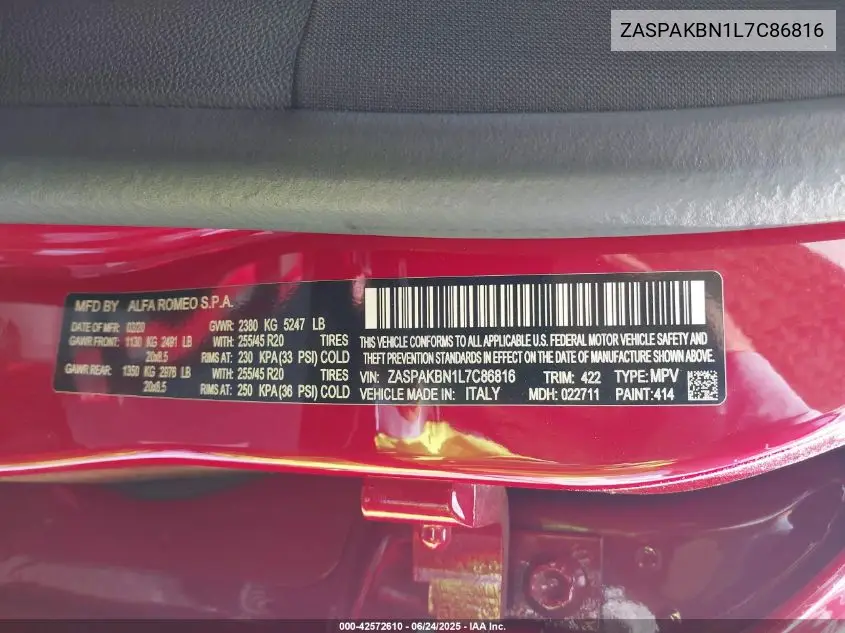 ZASPAKBN1L7C86816
MFD BY ALFA ROMEO S.P.A.
DATE OF MFR: 03/20 GVWR: 2380 KG 5247 LB
GAWR FRONT: 1130 KG 2491 LB WITH: 255/45 R20 TIRES
20x8.5 RIMS AT: 230 KPA (33 PSI) COLD
GAWR REAR: 1350 KG 2976 LB WITH: 255/45 R20 TIRES
20x8.5 RIMS AT: 250 KPA (36 PSI) COLD
THIS VEHICLE CONFORMS TO ALL APPLICABLE U.S. FEDERAL MOTOR VEHICLE SAFETY AND
THEFT PREVENTION STANDARDS IN EFFECT ON THE DATE OF MANUFACTURE SHOWN ABOVE.
VIN: ZASPAKBN1L7C86816 TRIM: 422 TYPE: MPV
VEHICLE MADE IN: ITALY MDH: 022711 PAINT: 414
000-42572610 - 06/24/2025 - IAA Inc.